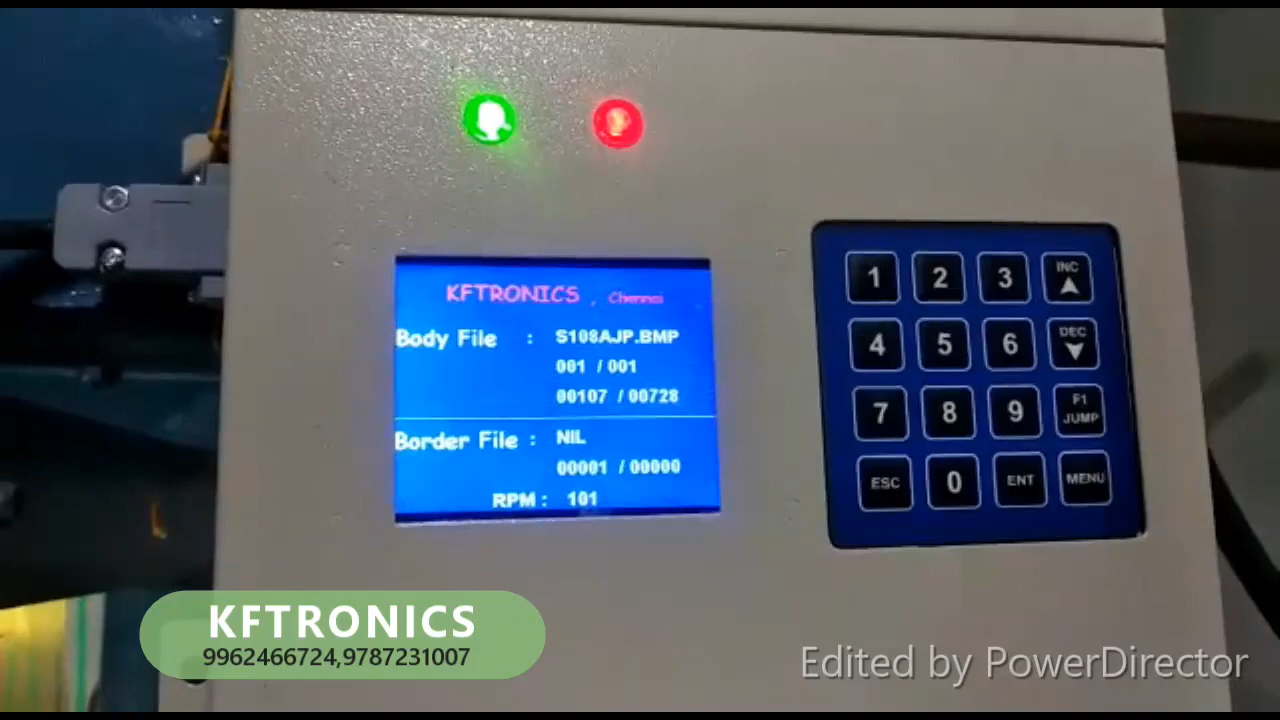 KFTRONICS , Chennai
Body File : S108AJP.BMP
001 / 001
00107 / 00728
Border File : NIL
00001 / 00000
RPM : 101
1 2 3 INC
4 5 6 DEC
7 8 9 F1 JUMP
ESC 0 ENT MENU
KFTRONICS
9962466724,9787231007
Edited by PowerDirector